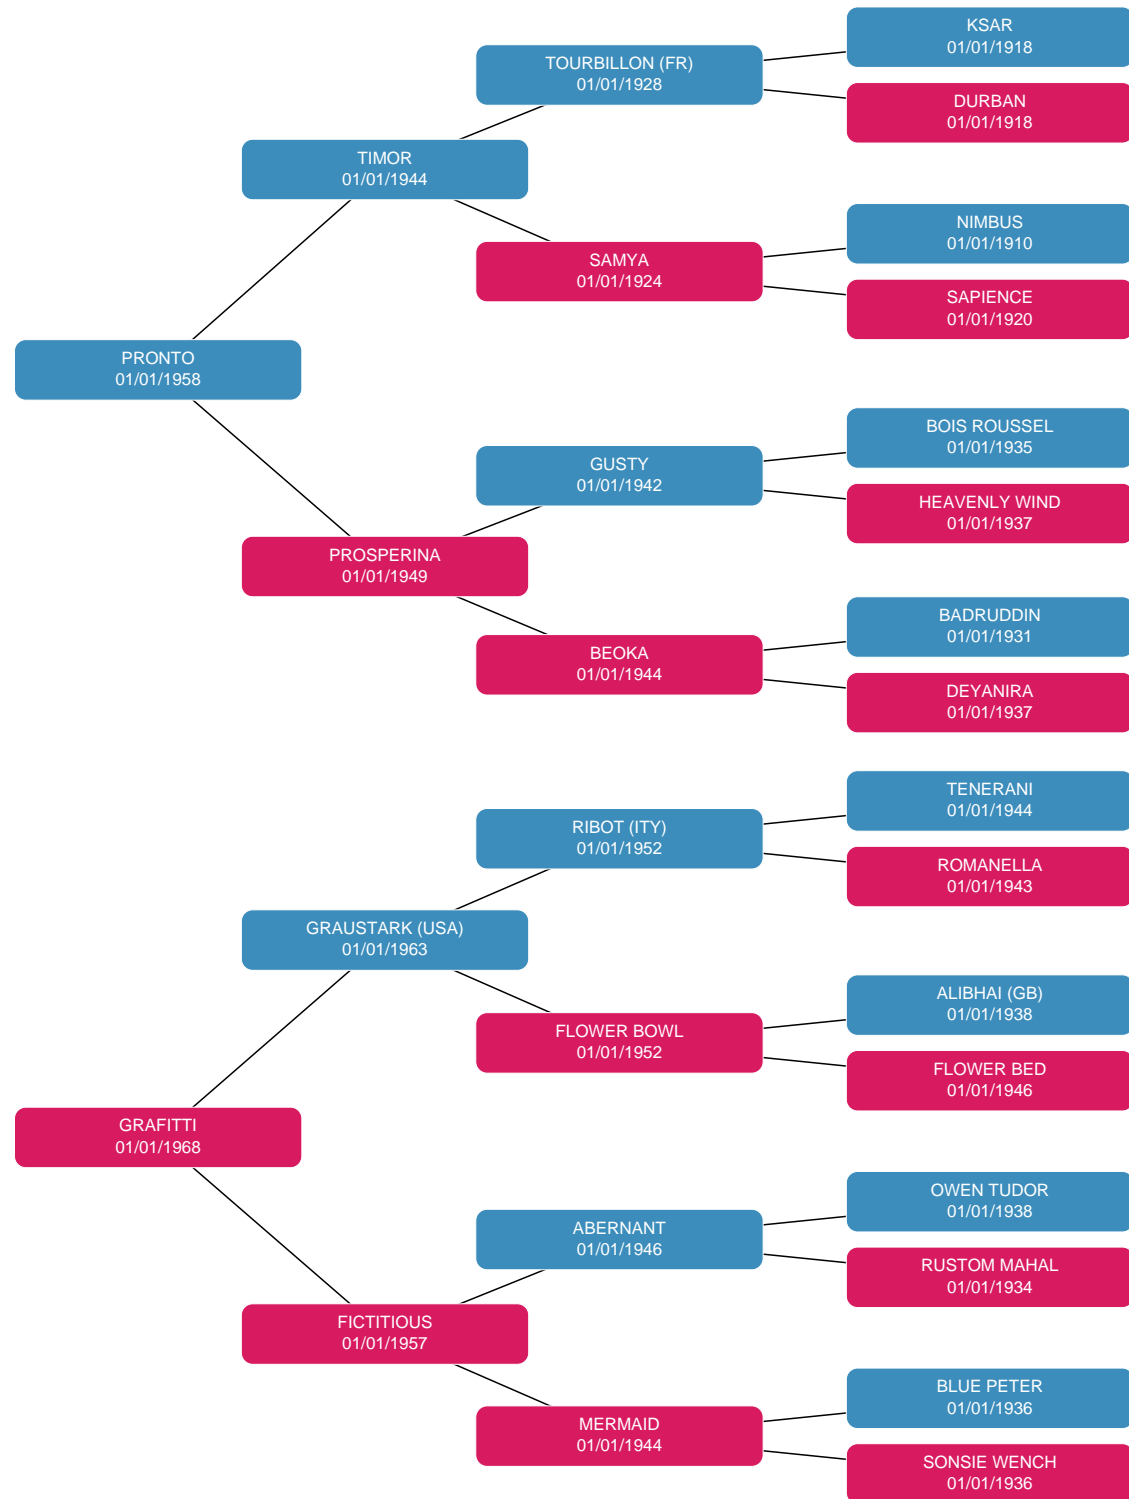 KSAR
01/01/1918
TOURBILLON (FR)
01/01/1928
DURBAN
01/01/1918
TIMOR
01/01/1944
NIMBUS
01/01/1910
SAMYA
01/01/1924
SAPIENCE
01/01/1920
PRONTO
01/01/1958
BOIS ROUSSEL
01/01/1935
GUSTY
01/01/1942
HEAVENLY WIND
01/01/1937
PROSPERINA
01/01/1949
BADRUDDIN
01/01/1931
BEOKA
01/01/1944
DEYANIRA
01/01/1937
TENERANI
01/01/1944
RIBOT (ITY)
01/01/1952
ROMANELLA
01/01/1943
GRAUSTARK (USA)
01/01/1963
ALIBHAI (GB)
01/01/1938
FLOWER BOWL
01/01/1952
FLOWER BED
01/01/1946
GRAFITTI
01/01/1968
OWEN TUDOR
01/01/1938
ABERNANT
01/01/1946
RUSTOM MAHAL
01/01/1934
FICTITIOUS
01/01/1957
BLUE PETER
01/01/1936
MERMAID
01/01/1944
SONSIE WENCH
01/01/1936